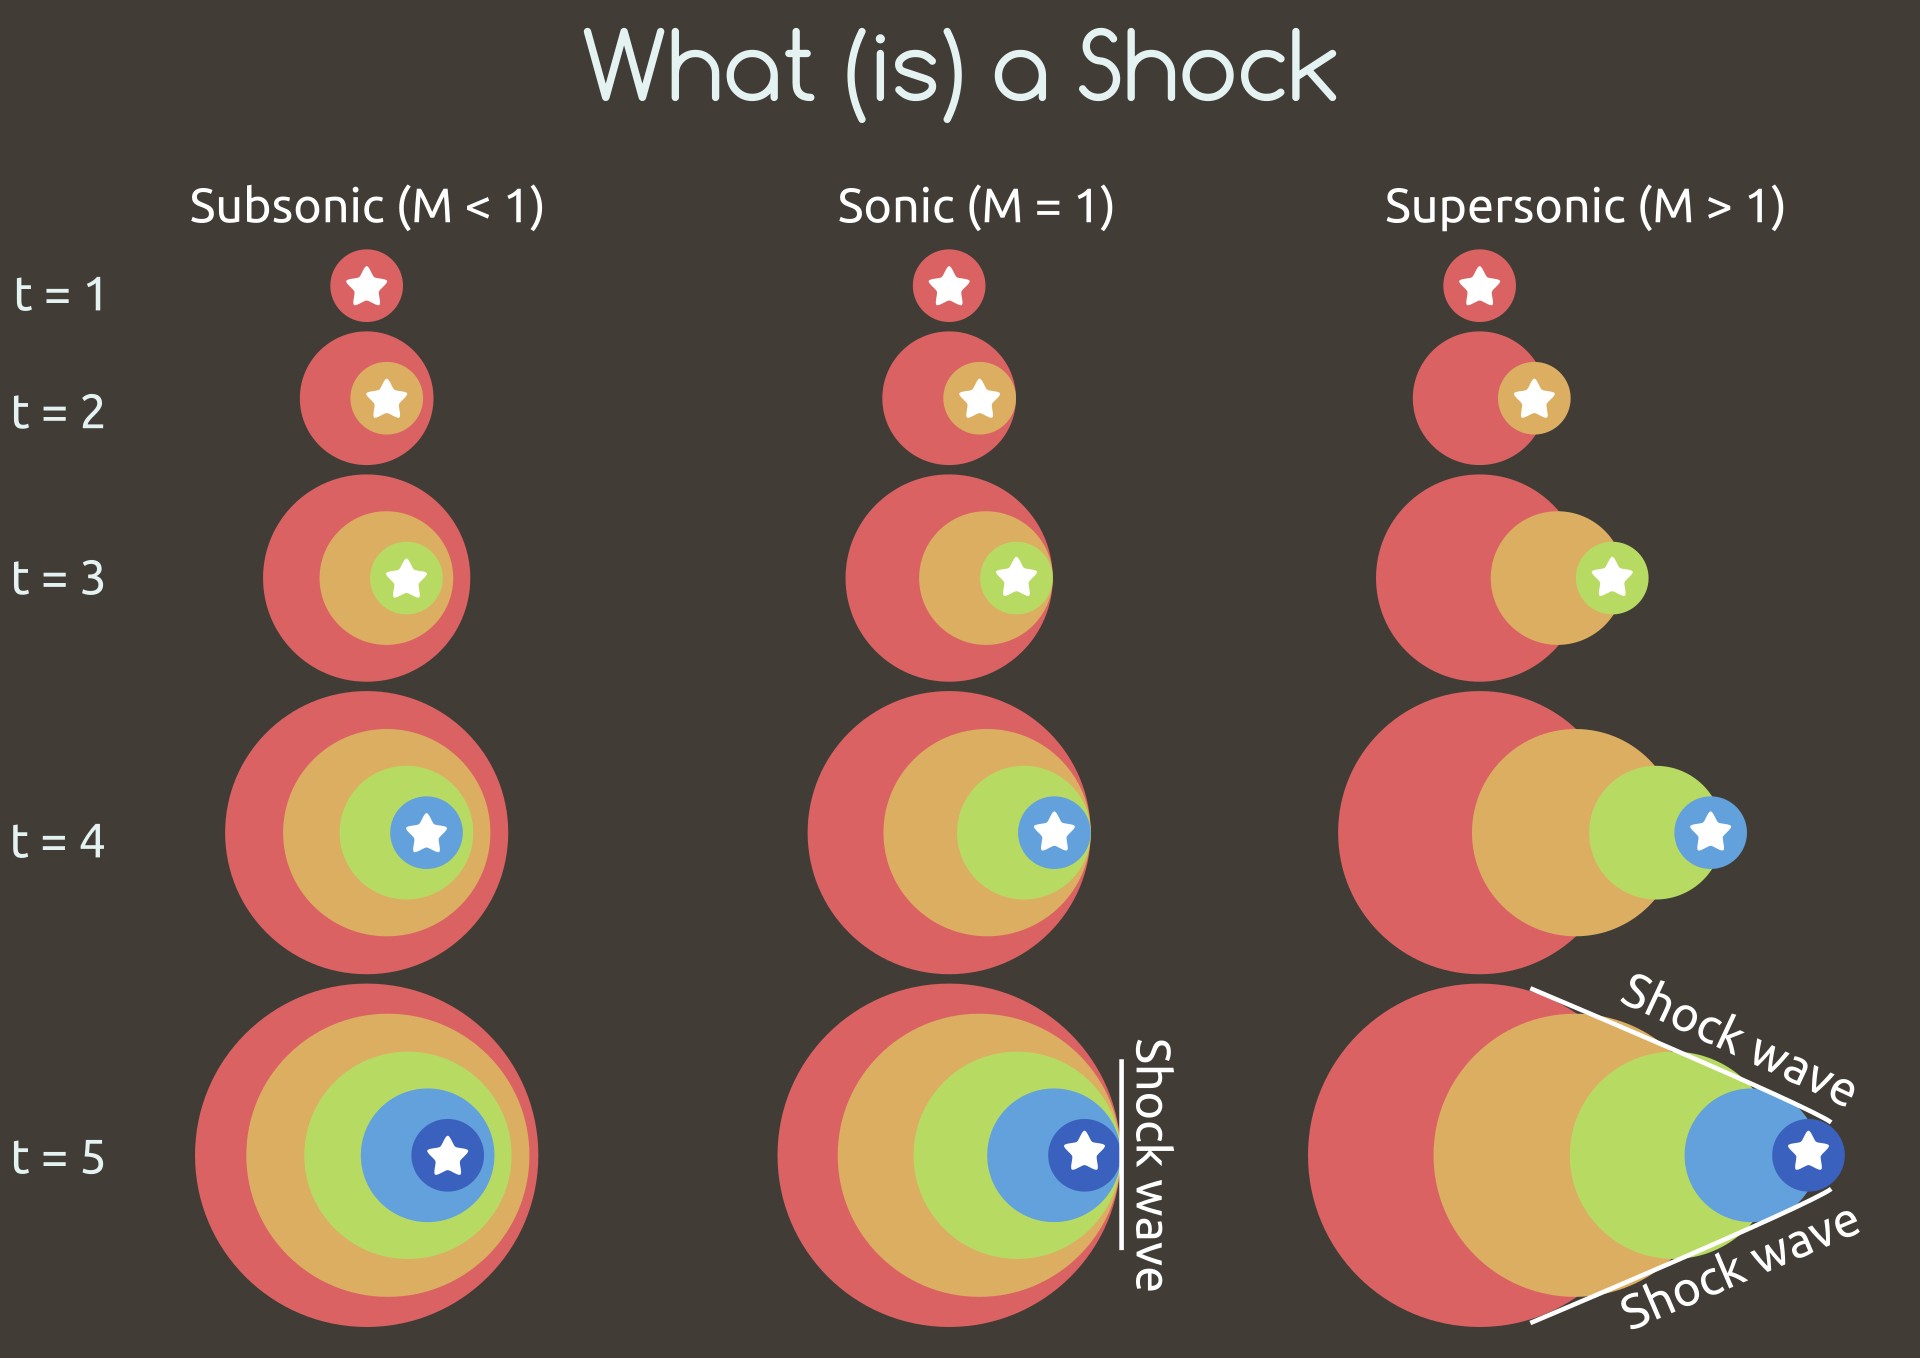 What (is) a Shock
Subsonic (M < 1)
Sonic (M = 1)
Supersonic (M > 1)
t = 1
t = 2
t = 3
t = 4
t = 5
Shock wave
Shock wave
Shock wave